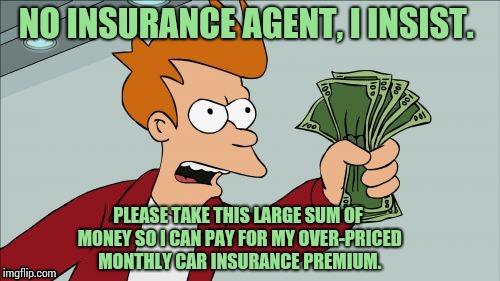 NO INSURANCE AGENT, I INSIST.
PLEASE TAKE THIS LARGE SUM OF
MONEY SO I CAN PAY FOR MY OVER-PRICED
MONTHLY CAR INSURANCE PREMIUM.
imgflip.com